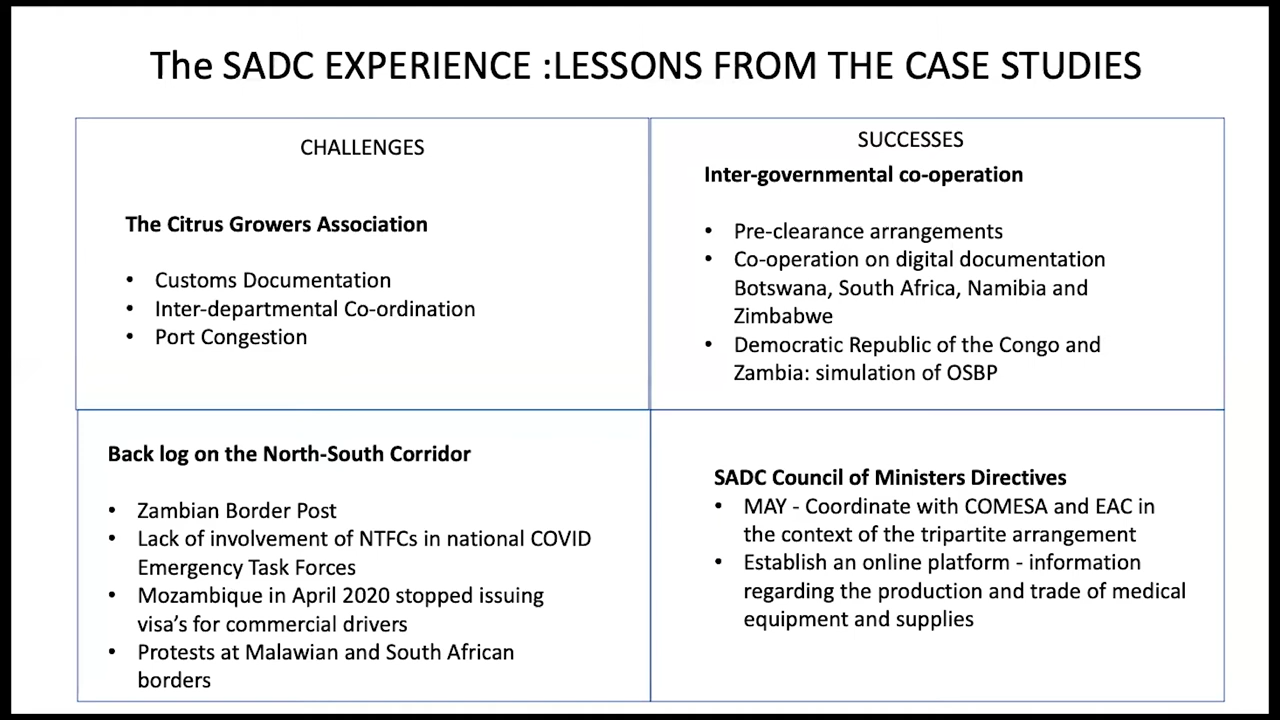 The SADC EXPERIENCE :LESSONS FROM THE CASE STUDIES
CHALLENGES
The Citrus Growers Association
• Customs Documentation
• Inter-departmental Co-ordination
• Port Congestion
SUCCESSES
Inter-governmental co-operation
• Pre-clearance arrangements
• Co-operation on digital documentation
Botswana, South Africa, Namibia and
Zimbabwe
• Democratic Republic of the Congo and
Zambia: simulation of OSBP
Back log on the North-South Corridor
• Zambian Border Post
• Lack of involvement of NTFCs in national COVID
Emergency Task Forces
• Mozambique in April 2020 stopped issuing
visa's for commercial drivers
• Protests at Malawian and South African
borders
SADC Council of Ministers Directives
• MAY - Coordinate with COMESA and EAC in
the context of the tripartite arrangement
• Establish an online platform - information
regarding the production and trade of medical
equipment and supplies